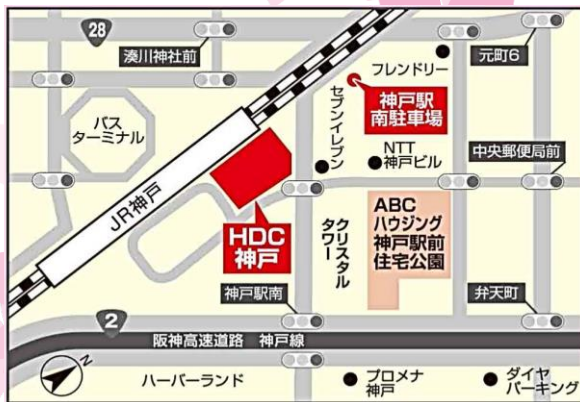 28
湊川神社前
元町6
フレンドリー
神戸駅
南駐車場
バス
ターミナル
セブンイレブン
NTT
神戸ビル
中央郵便局前
JR神戸
HDC
神戸
クリスタル
タワー
ABC
ハウジング
神戸駅前
住宅公園
神戸駅南
弁天町
2
阪神高速道路 神戸線
N
ハーバーランド
プロメナ
神戸
ダイヤ
パーキング